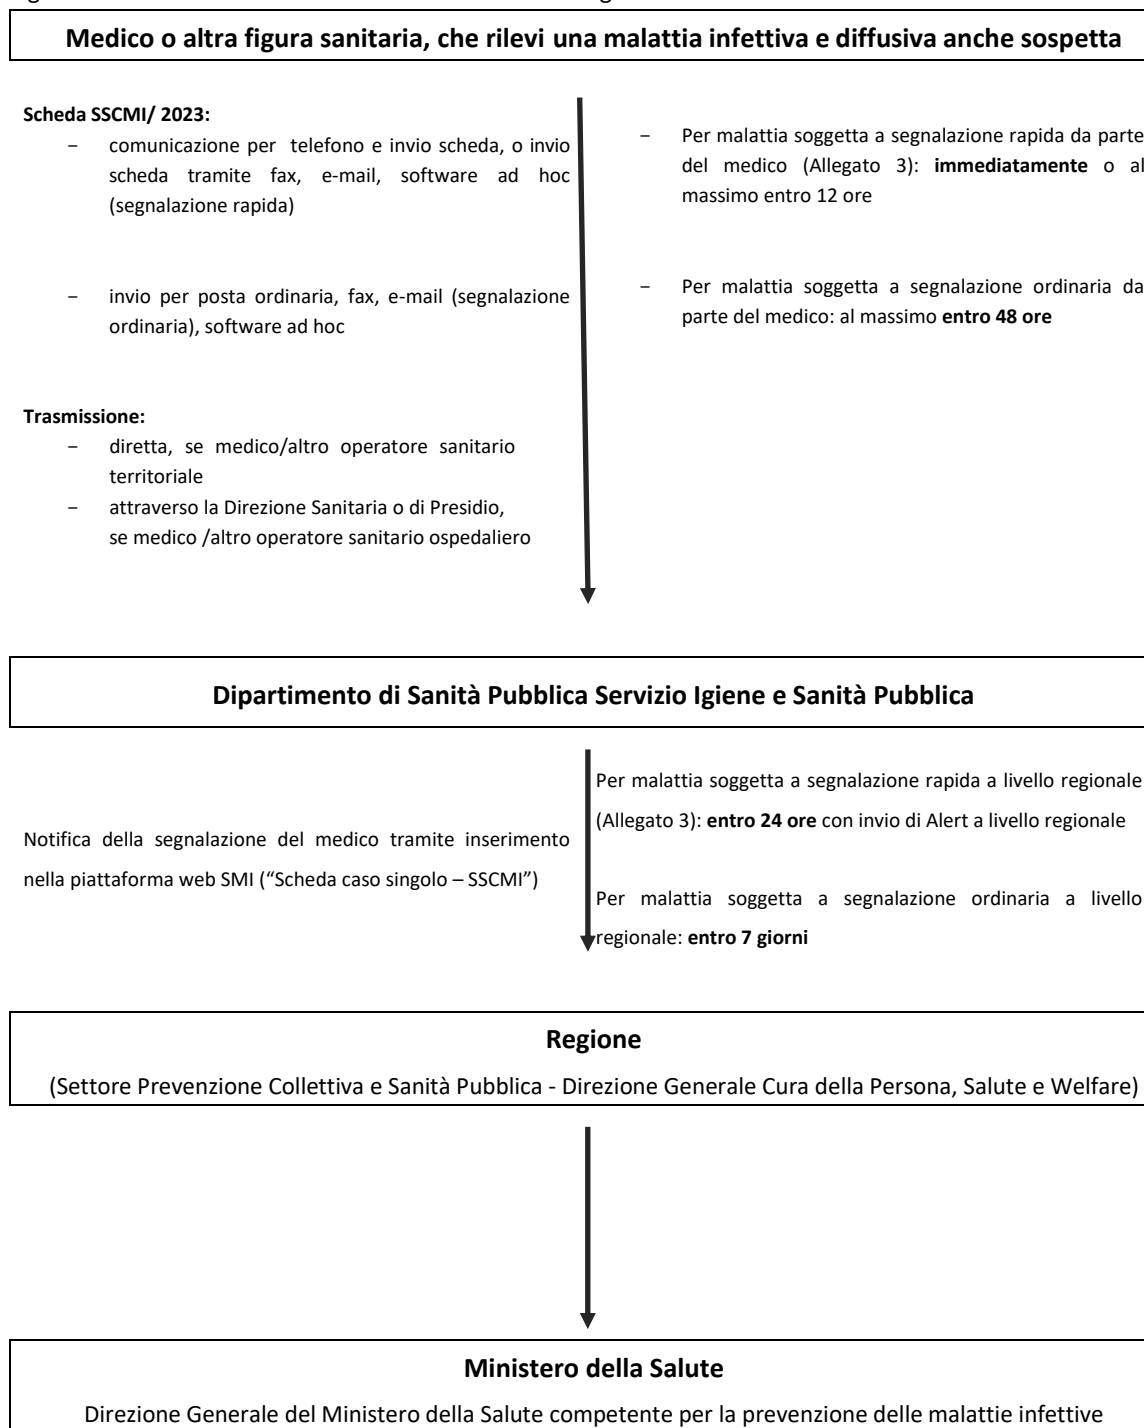 Medico o altra figura sanitaria, che rilevi una malattia infettiva e diffusiva anche sospetta
Scheda SSCMI/ 2023:
– comunicazione per telefono e invio scheda, o invio
scheda tramite fax, e-mail, software ad hoc
(segnalazione rapida)
– invio per posta ordinaria, fax, e-mail (segnalazione
ordinaria), software ad hoc
Trasmissione:
– diretta, se medico/altro operatore sanitario
territoriale
– attraverso la Direzione Sanitaria o di Presidio,
se medico /altro operatore sanitario ospedaliero
– Per malattia soggetta a segnalazione rapida da parte
del medico (Allegato 3): immediatamente o al
massimo entro 12 ore
– Per malattia soggetta a segnalazione ordinaria da
parte del medico: al massimo entro 48 ore
Dipartimento di Sanità Pubblica Servizio Igiene e Sanità Pubblica
Notifica della segnalazione del medico tramite inserimento
nella piattaforma web SMI (“Scheda caso singolo – SSCMI”)
Per malattia soggetta a segnalazione rapida a livello regionale
(Allegato 3): entro 24 ore con invio di Alert a livello regionale
Per malattia soggetta a segnalazione ordinaria a livello
regionale: entro 7 giorni
Regione
(Settore Prevenzione Collettiva e Sanità Pubblica - Direzione Generale Cura della Persona, Salute e Welfare)
Ministero della Salute
Direzione Generale del Ministero della Salute competente per la prevenzione delle malattie infettive